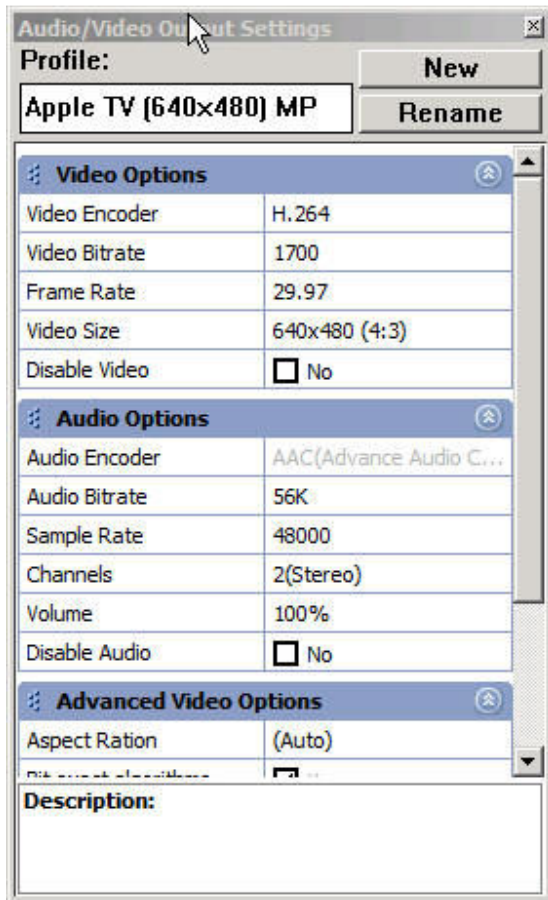 Audio/Video Output Settings
Profile:
New
Apple TV (640x480) MP
Rename
Video Options
Video Encoder H.264
Video Bitrate 1700
Frame Rate 29.97
Video Size 640x480 (4:3)
Disable Video No
Audio Options
Audio Encoder AAC(Advance Audio C...
Audio Bitrate 56K
Sample Rate 48000
Channels 2(Stereo)
Volume 100%
Disable Audio No
Advanced Video Options
Aspect Ration (Auto)
Description: